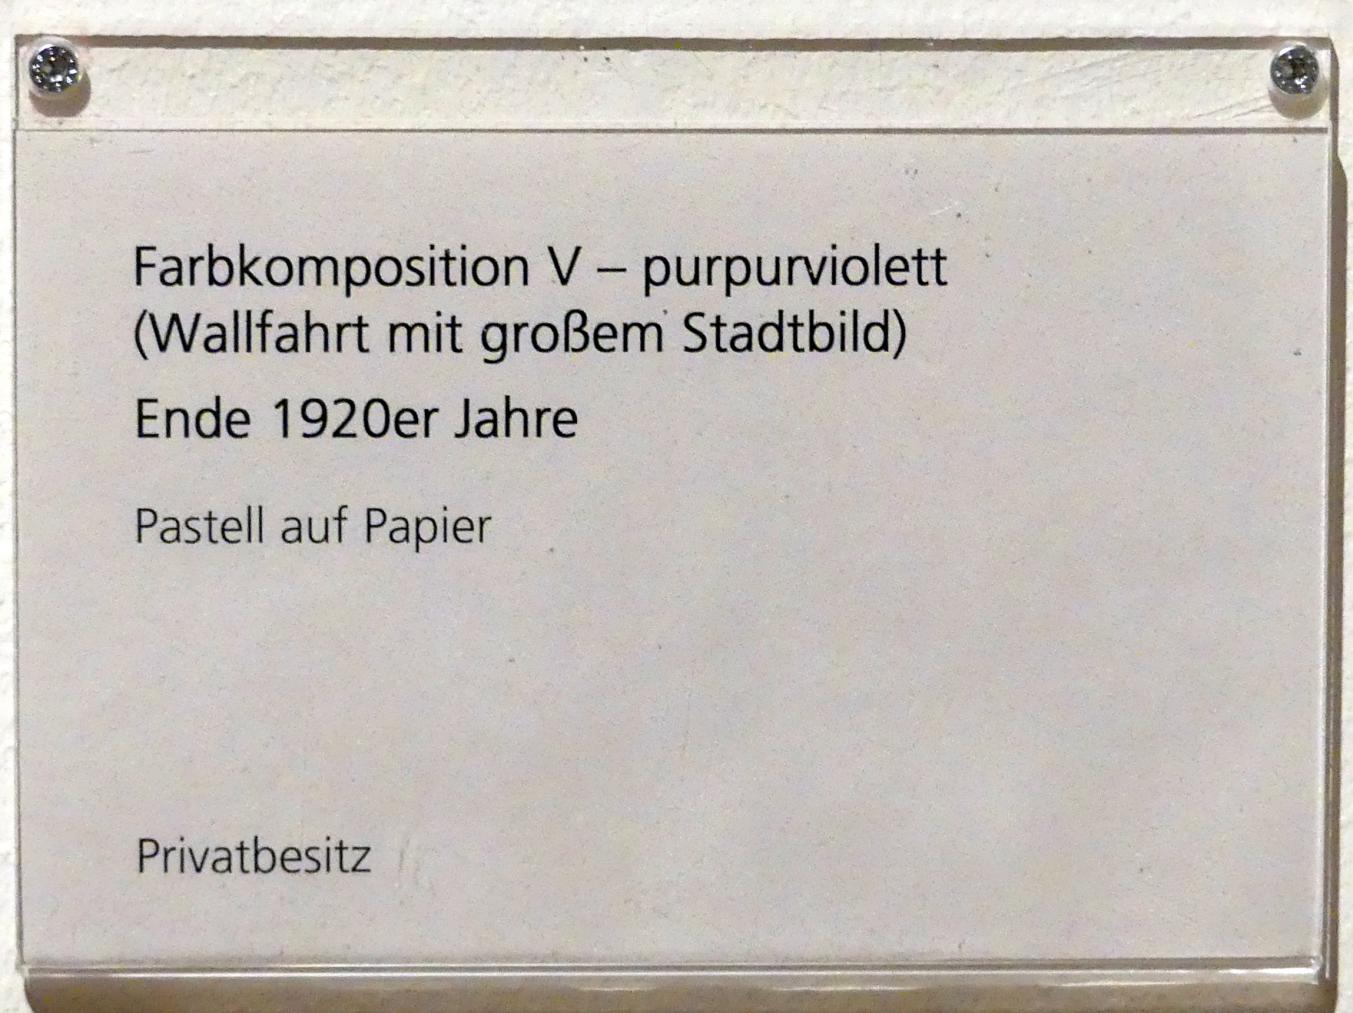 Farbkomposition V – purpurviolett
(Wallfahrt mit großem Stadtbild)
Ende 1920er Jahre
Pastell auf Papier
Privatbesitz